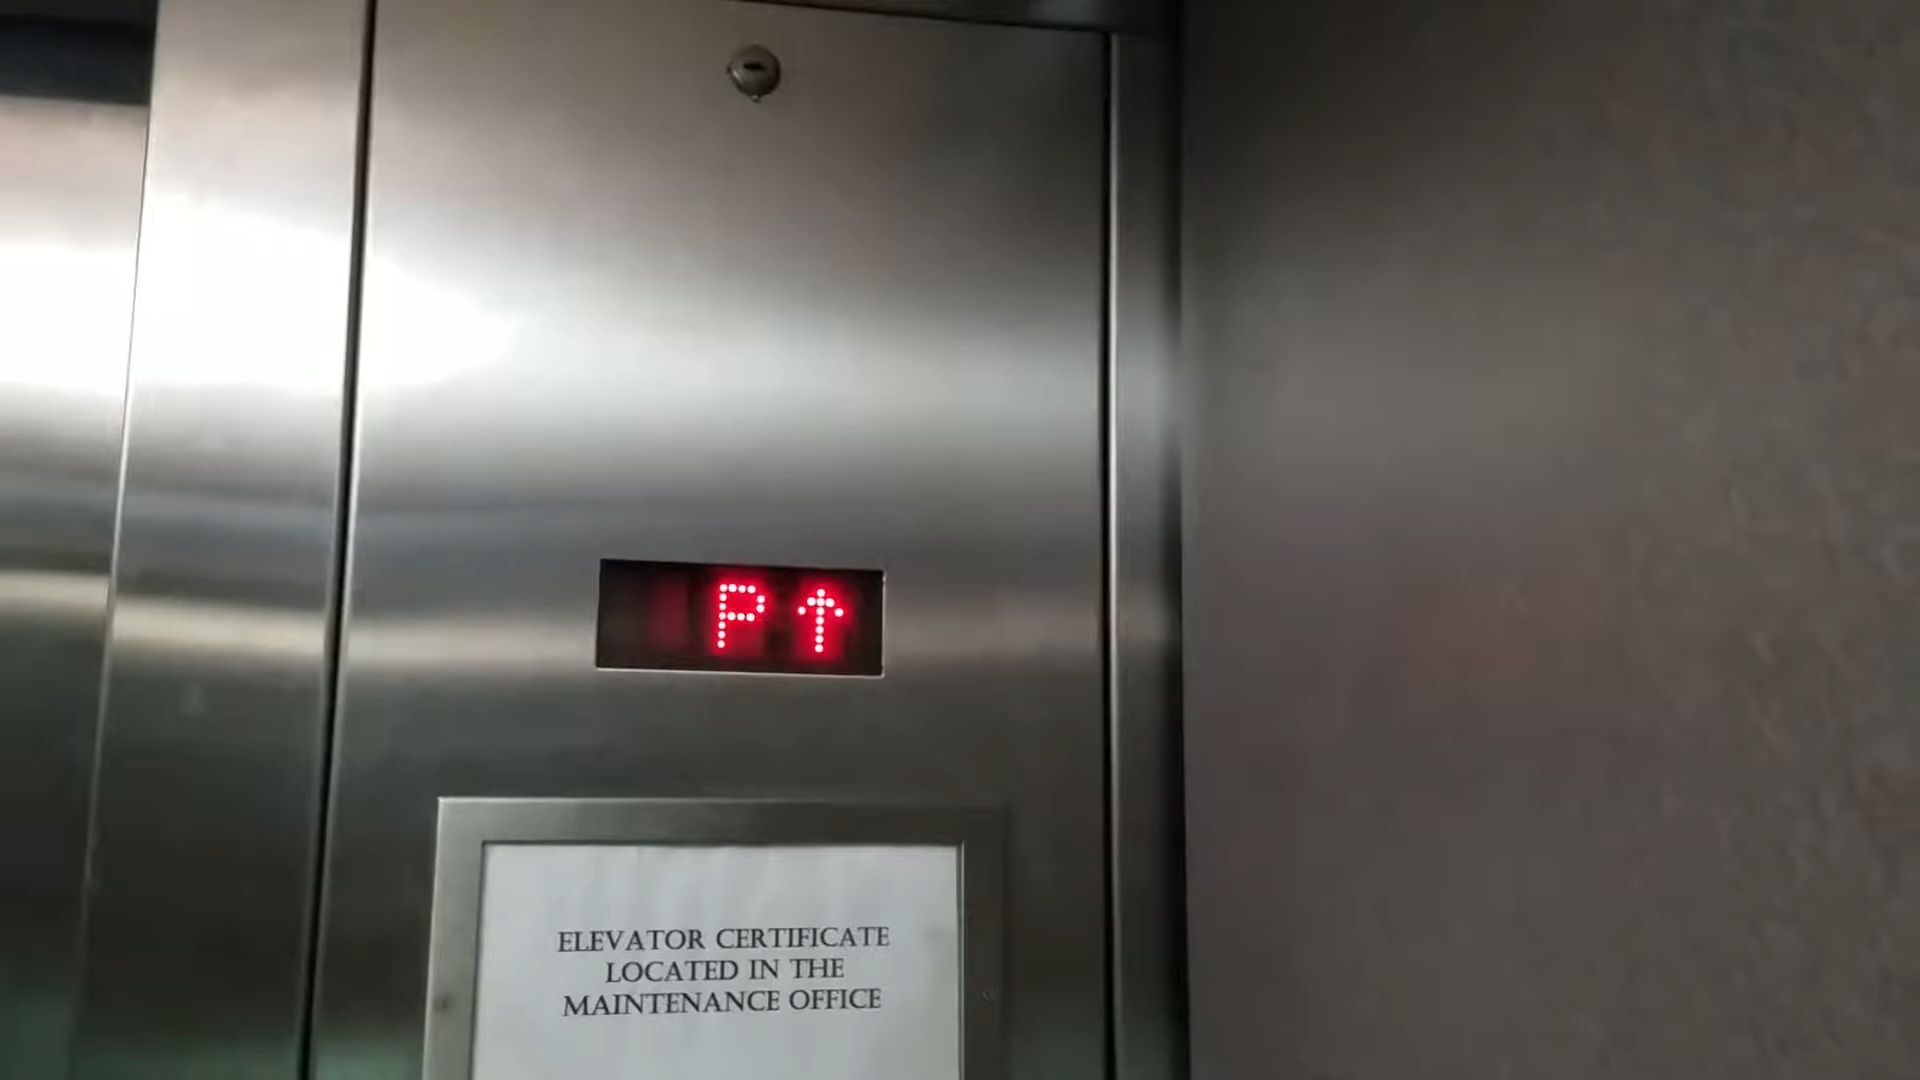 P↑
ELEVATOR CERTIFICATE
LOCATED IN THE
MAINTENANCE OFFICE